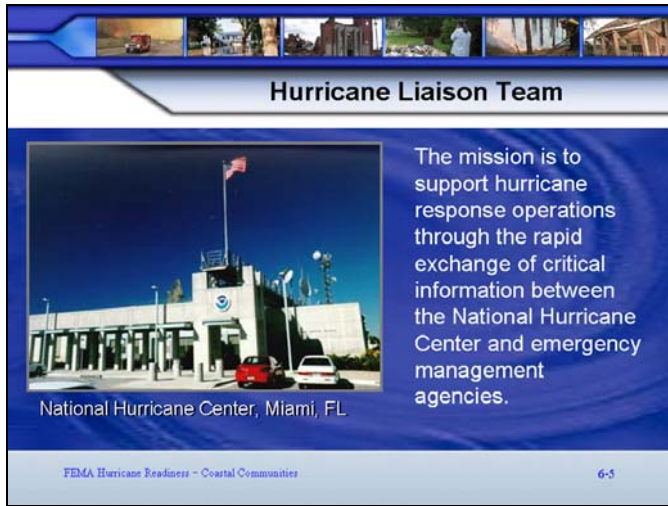 Hurricane Liaison Team
The mission is to
support hurricane
response operations
through the rapid
exchange of critical
information between
the National Hurricane
Center and emergency
management
agencies.
National Hurricane Center, Miami, FL
FEMA Hurricane Readiness – Coastal Communities
6-5